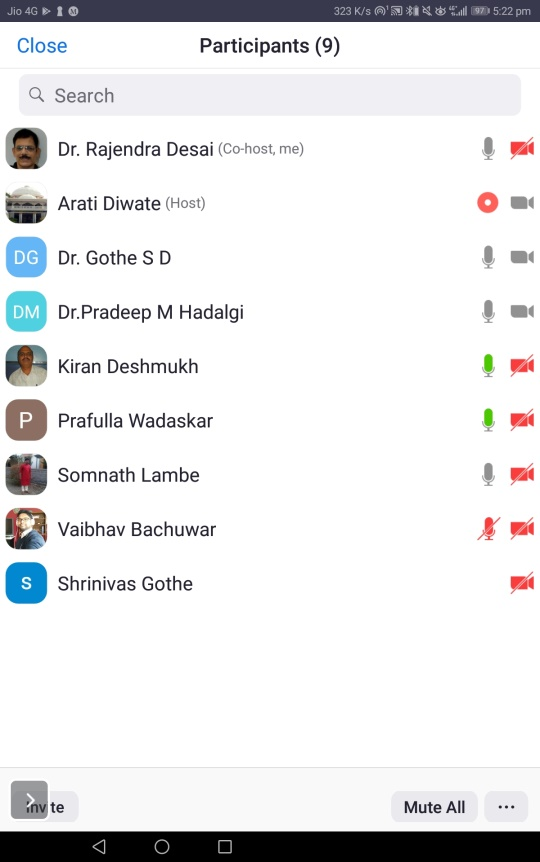 Jio 4G 323 K/s 97 5:22 pm
Close Participants (9)
Search
Dr. Rajendra Desai (Co-host, me)
Arati Diwate (Host)
DG Dr. Gothe S D
DM Dr.Pradeep M Hadalgi
Kiran Deshmukh
P Prafulla Wadaskar
Somnath Lambe
Vaibhav Bachuwar
S Shrinivas Gothe
Invite Mute All ...